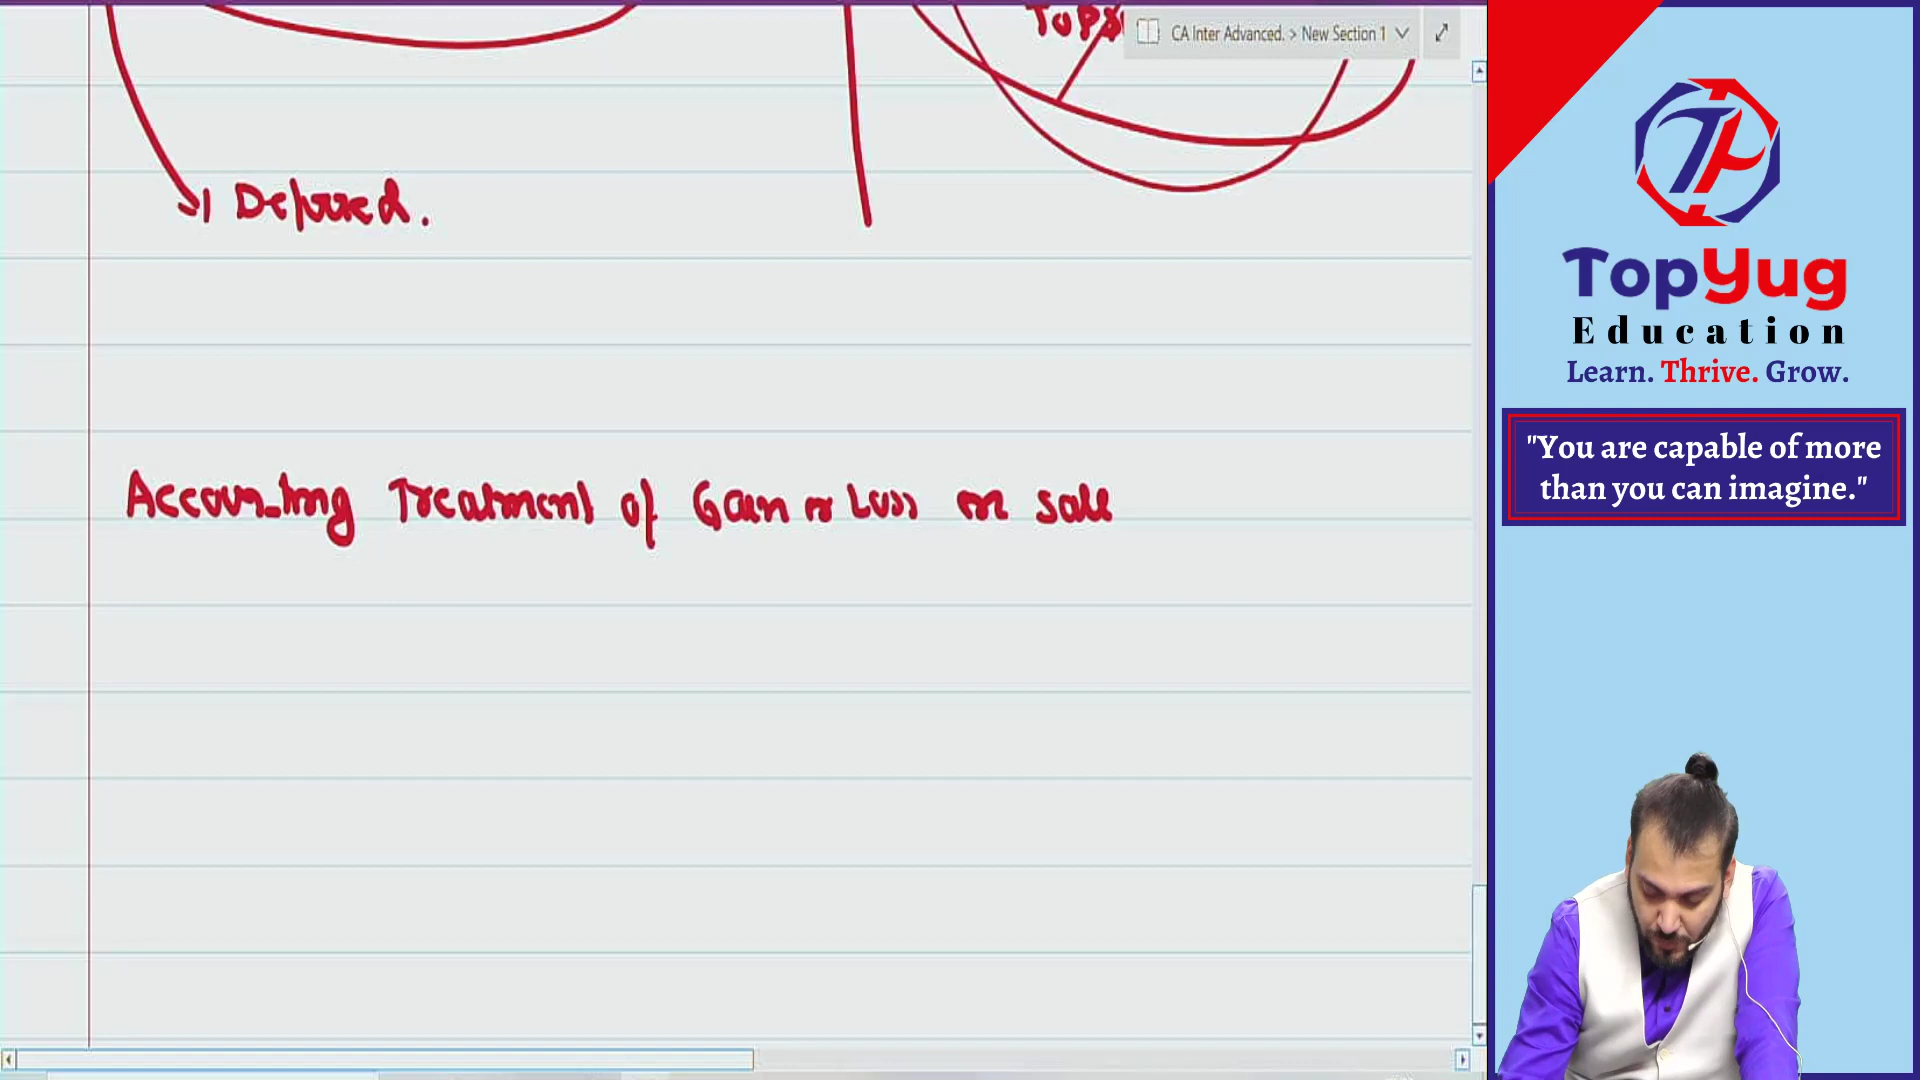 CA Inter Advanced. > New Section 1
Deferred.
Accounting Treatment of Gain or Loss on sale
TopYug
Education
Learn. Thrive. Grow.
"You are capable of more
than you can imagine."